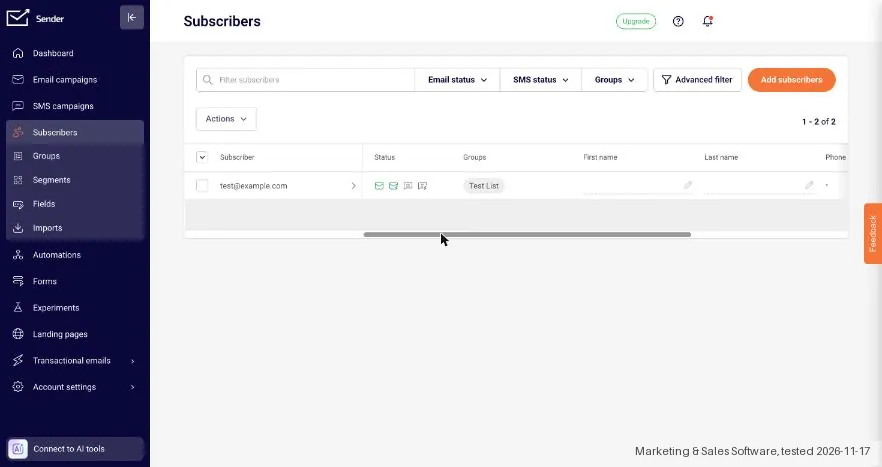 Sender
Subscribers
Upgrade
Dashboard
Email campaigns
SMS campaigns
Subscribers
Groups
Segments
Fields
Imports
Automations
Forms
Experiments
Landing pages
Transactional emails
Account settings
Connect to AI tools
Filter subscribers
Email status
SMS status
Groups
Advanced filter
Add subscribers
Actions
1 - 2 of 2
Subscriber Status Groups First name Last name Phone
test@example.com Test List -
Feedback
Marketing & Sales Software, tested 2026-11-17